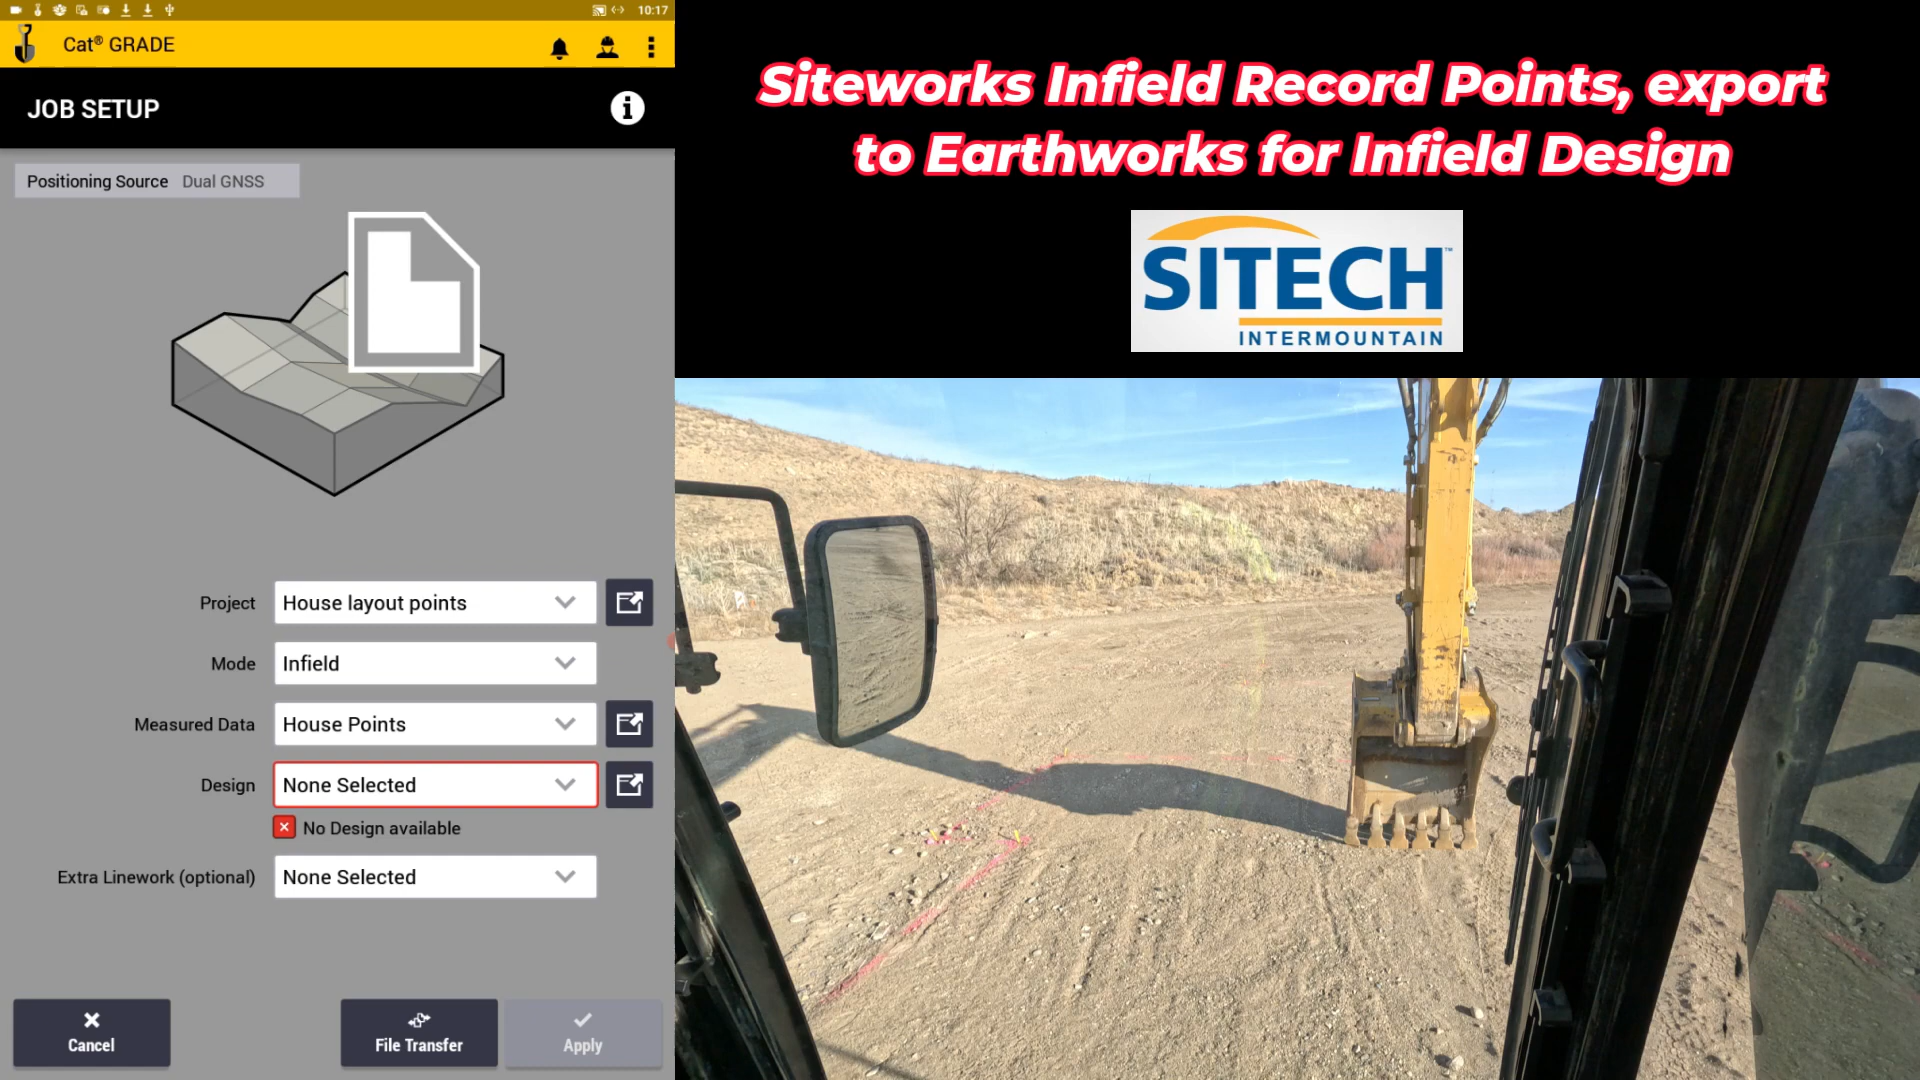 10:17
Cat® GRADE
JOB SETUP
Positioning Source Dual GNSS
Project House layout points
Mode Infield
Measured Data House Points
Design None Selected
No Design available
Extra Linework (optional) None Selected
Cancel
File Transfer
Apply
Siteworks Infield Record Points, export
to Earthworks for Infield Design
SITECH™
INTERMOUNTAIN